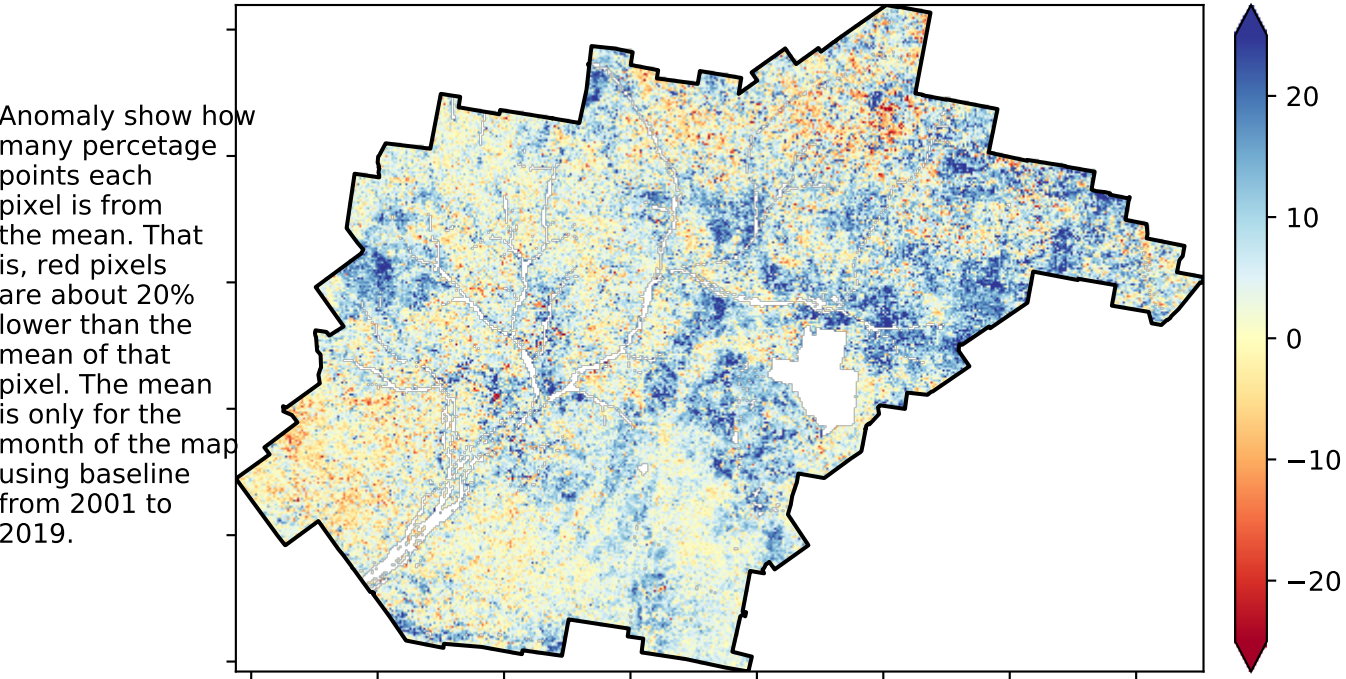 Anomaly show how
many percetage
points each
pixel is from
the mean. That
is, red pixels
are about 20%
lower than the
mean of that
pixel. The mean
is only for the
month of the map
using baseline
from 2001 to
2019.
20
10
0
−10
−20